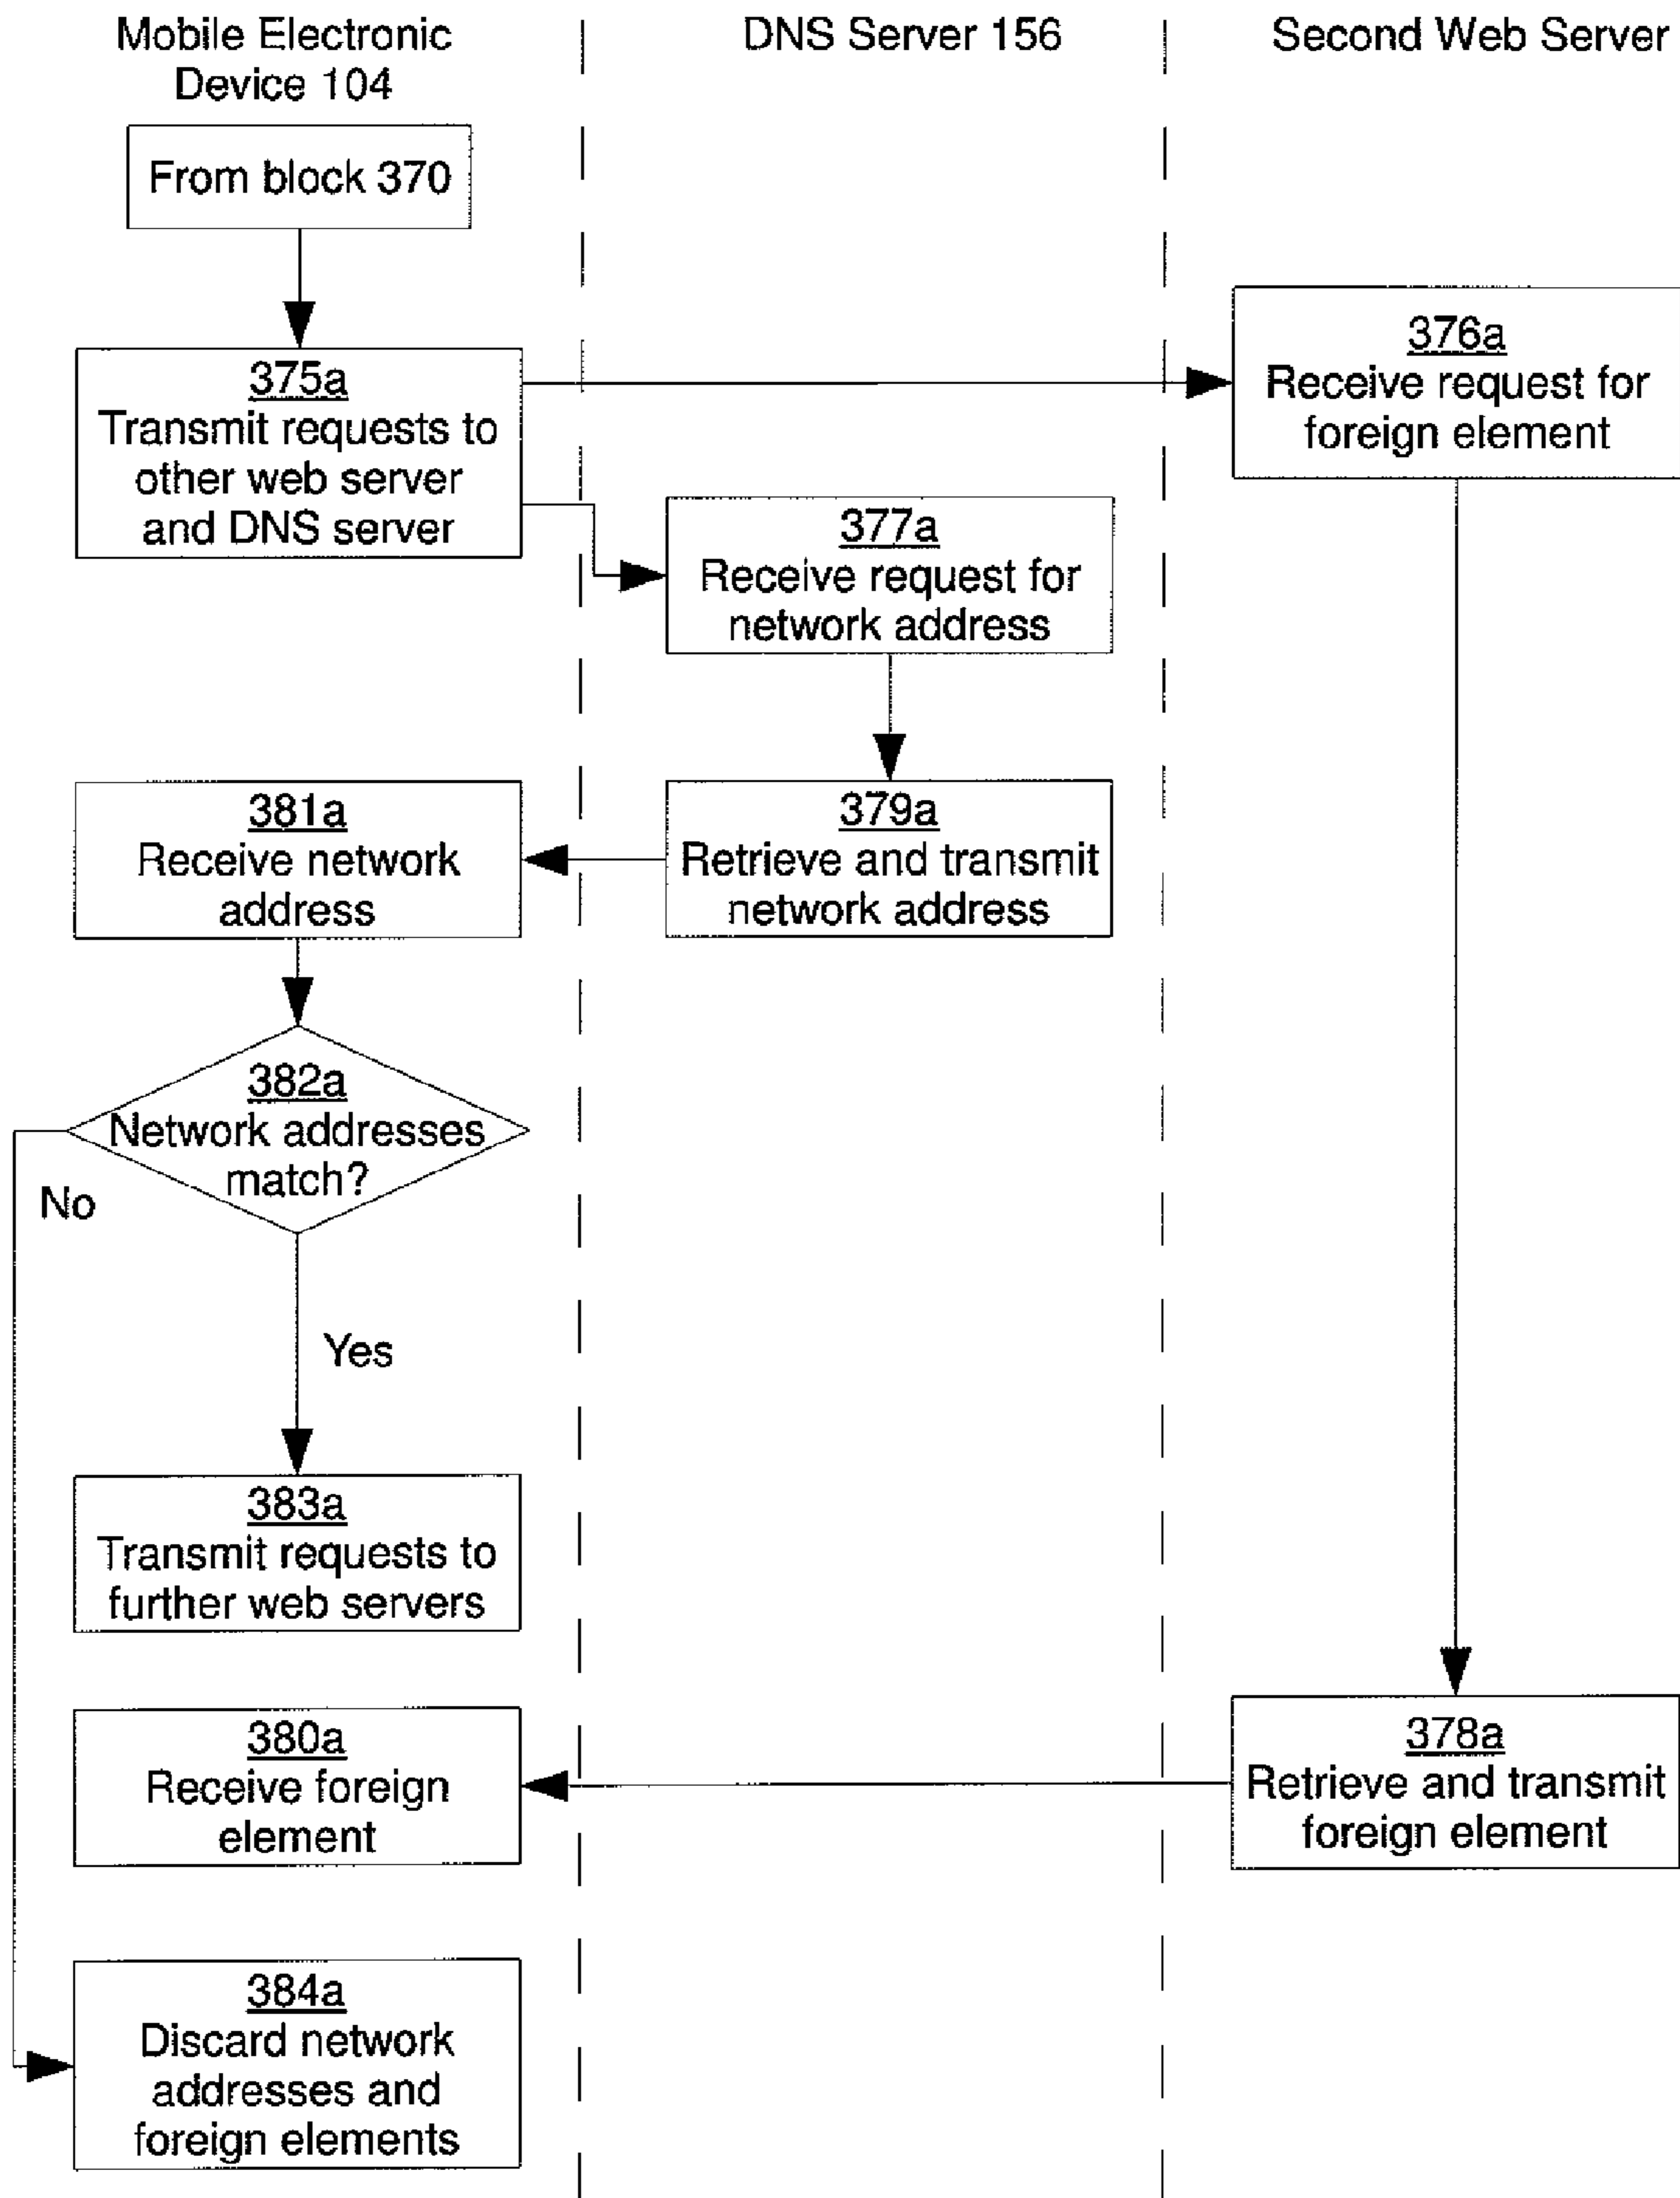 Mobile Electronic
Device 104
DNS Server 156
Second Web Server
From block 370
375a
Transmit requests to
other web server
and DNS server
376a
Receive request for
foreign element
377a
Receive request for
network address
379a
Retrieve and transmit
network address
381a
Receive network
address
382a
Network addresses
match?
No
Yes
383a
Transmit requests to
further web servers
380a
Receive foreign
element
378a
Retrieve and transmit
foreign element
384a
Discard network
addresses and
foreign elements